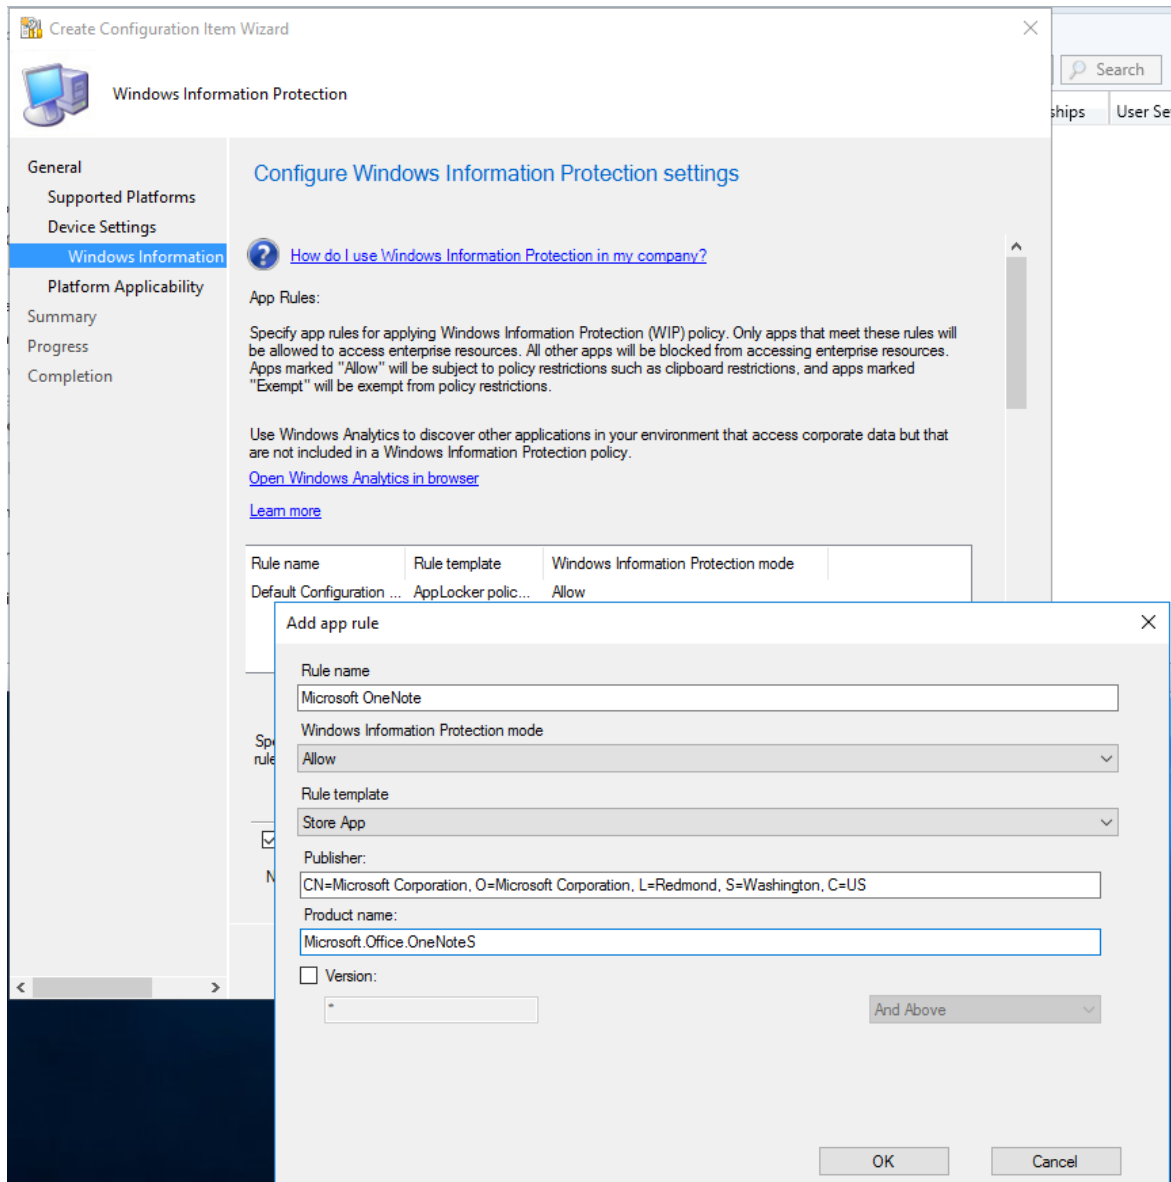 Create Configuration Item Wizard
Search
Windows Information Protection
ships
User Se
General
Supported Platforms
Device Settings
Windows Information
Platform Applicability
Summary
Progress
Completion
Configure Windows Information Protection settings
How do I use Windows Information Protection in my company?
App Rules:
Specify app rules for applying Windows Information Protection (WIP) policy. Only apps that meet these rules will
be allowed to access enterprise resources. All other apps will be blocked from accessing enterprise resources.
Apps marked "Allow" will be subject to policy restrictions such as clipboard restrictions, and apps marked
"Exempt" will be exempt from policy restrictions.
Use Windows Analytics to discover other applications in your environment that access corporate data but that
are not included in a Windows Information Protection policy.
Open Windows Analytics in browser
Learn more
Rule name Rule template Windows Information Protection mode
Default Configuration ... AppLocker polic... Allow
Spe
rule
N
Add app rule
Rule name
Microsoft OneNote
Windows Information Protection mode
Allow
Rule template
Store App
Publisher:
CN=Microsoft Corporation, O=Microsoft Corporation, L=Redmond, S=Washington, C=US
Product name:
Microsoft.Office.OneNoteS
Version:
*
And Above
OK
Cancel